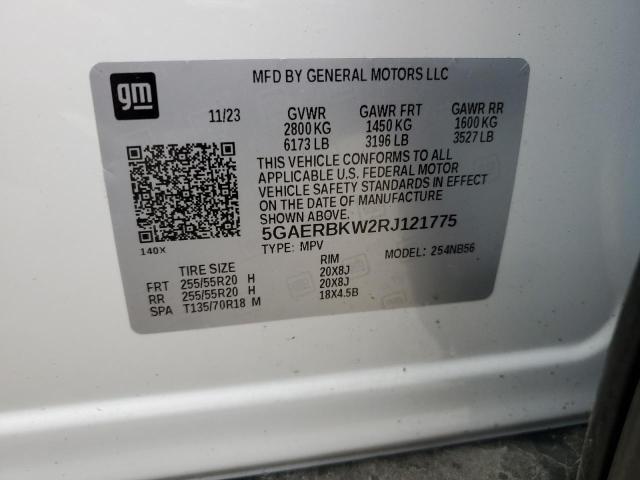 gm
MFD BY GENERAL MOTORS LLC
11/23 GVWR GAWR FRT GAWR RR
2800 KG 1450 KG 1600 KG
6173 LB 3196 LB 3527 LB
THIS VEHICLE CONFORMS TO ALL
APPLICABLE U.S. FEDERAL MOTOR
VEHICLE SAFETY STANDARDS IN EFFECT
ON THE DATE OF MANUFACTURE
SHOWN ABOVE.
5GAERBKW2RJ121775
140X TYPE: MPV MODEL: 254NB56
TIRE SIZE RIM
FRT 255/55R20 H 20X8J
RR 255/55R20 H 20X8J
SPA T135/70R18 M 18X4.5B